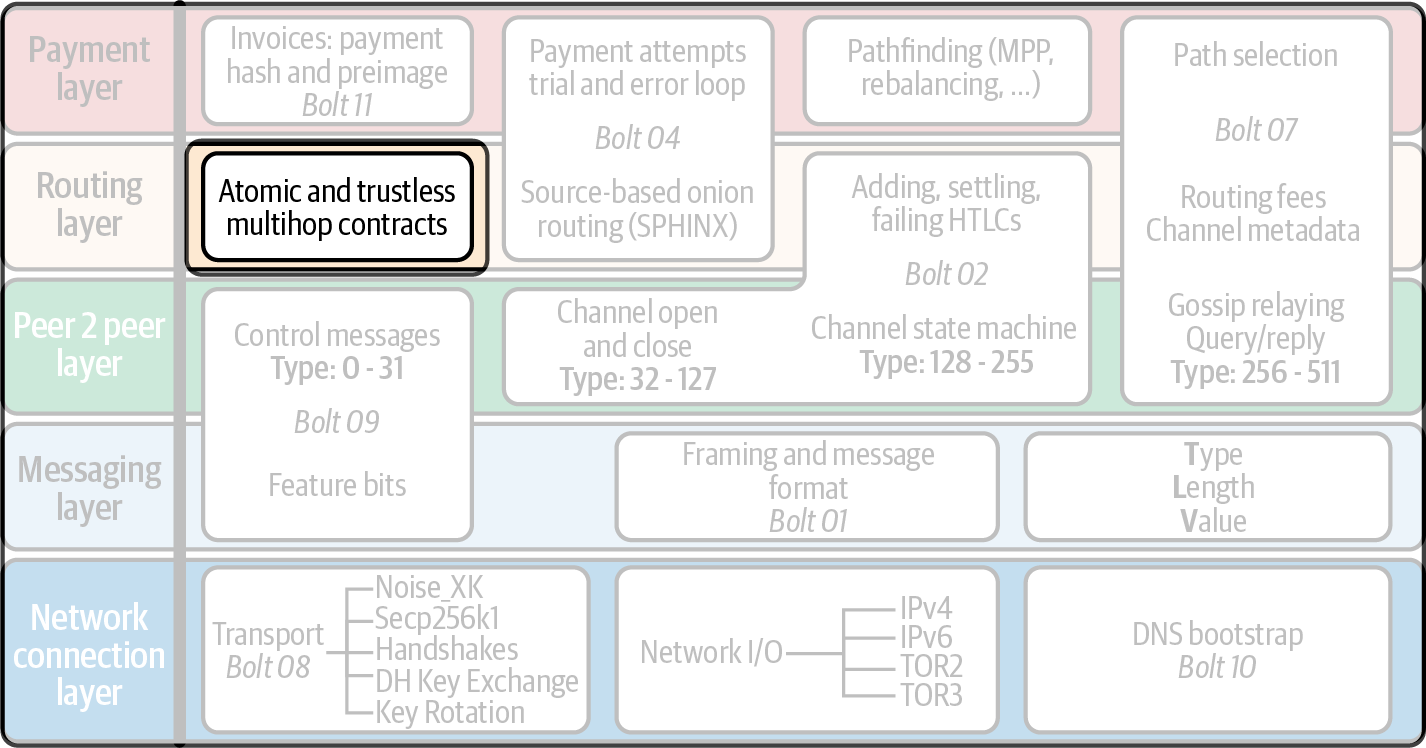 Payment
layer
Invoices: payment
hash and preimage
Bolt 11
Payment attempts
trial and error loop
Bolt 04
Source-based onion
routing (SPHINX)
Pathfinding (MPP,
rebalancing, ...)
Path selection
Bolt 07
Routing fees
Channel metadata
Gossip relaying
Query/reply
Type: 256 - 511
Routing
layer
Atomic and trustless
multihop contracts
Adding, settling,
failing HTLCs
Bolt 02
Channel state machine
Type: 128 - 255
Peer 2 peer
layer
Control messages
Type: 0 - 31
Bolt 09
Feature bits
Channel open
and close
Type: 32 - 127
Messaging
layer
Framing and message
format
Bolt 01
Type
Length
Value
Network
connection
layer
Transport
Bolt 08
Noise_XK
Secp256k1
Handshakes
DH Key Exchange
Key Rotation
Network I/O
IPv4
IPv6
TOR2
TOR3
DNS bootstrap
Bolt 10